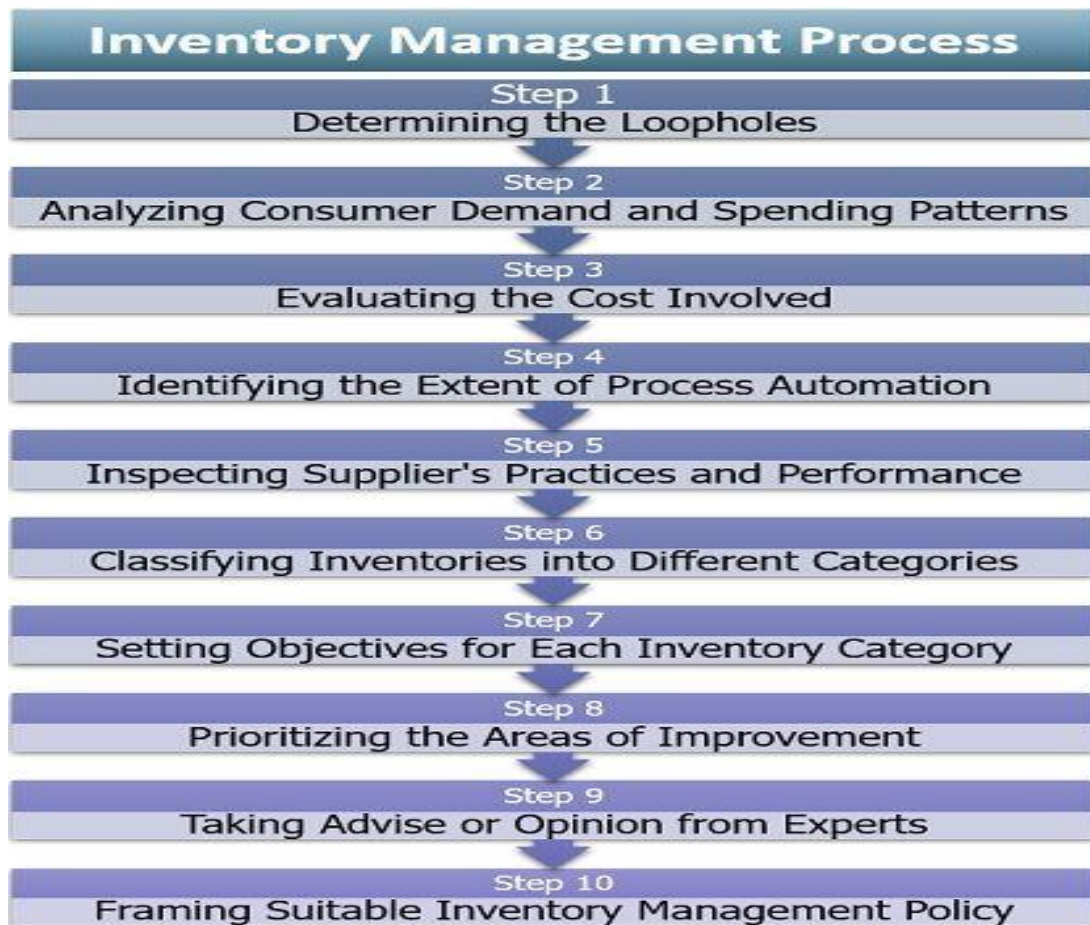 Inventory Management Process
Step 1
Determining the Loopholes
Step 2
Analyzing Consumer Demand and Spending Patterns
Step 3
Evaluating the Cost Involved
Step 4
Identifying the Extent of Process Automation
Step 5
Inspecting Supplier's Practices and Performance
Step 6
Classifying Inventories into Different Categories
Step 7
Setting Objectives for Each Inventory Category
Step 8
Prioritizing the Areas of Improvement
Step 9
Taking Advise or Opinion from Experts
Step 10
Framing Suitable Inventory Management Policy